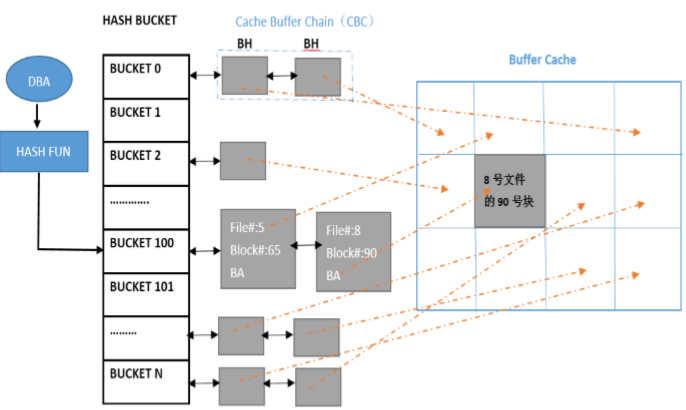 HASH BUCKET
Cache Buffer Chain（CBC）
BH
BH
Buffer Cache
DBA
HASH FUN
BUCKET 0
BUCKET 1
BUCKET 2
.............
BUCKET 100
BUCKET 101
.........
BUCKET N
File#:5
Block#:65
BA
File#:8
Block#:90
BA
8 号文件
的 90 号块